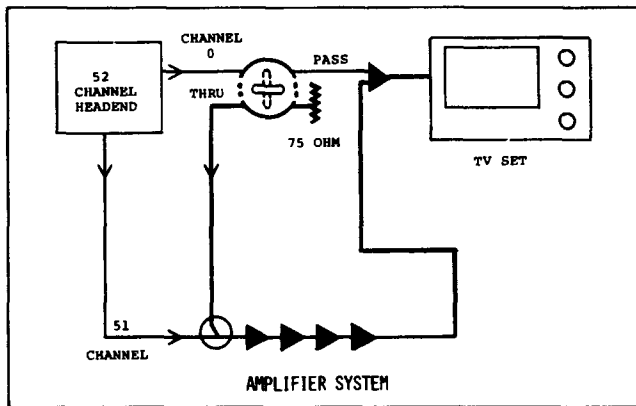 CHANNEL
0
52
CHANNEL
HEADEND
PASS
THRU
75 OHM
TV SET
51
CHANNEL
AMPLIFIER SYSTEM